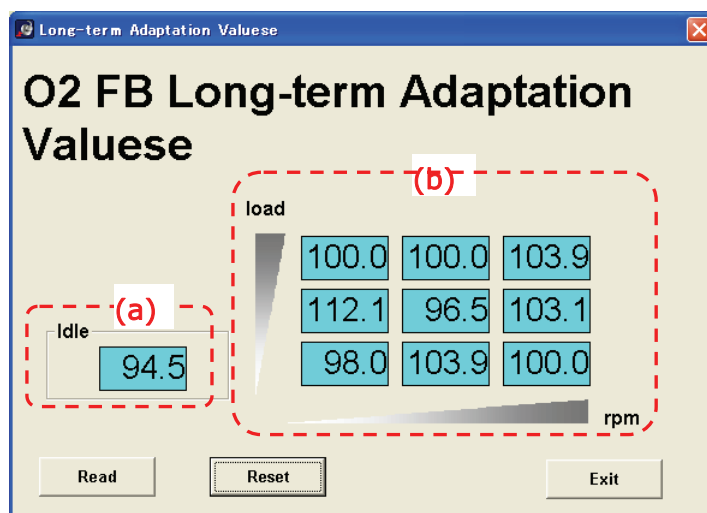 Long-term Adaptation Valuese
O2 FB Long-term Adaptation
Valuese
(b)
load
100.0 100.0 103.9
(a)
Idle
112.1 96.5 103.1
94.5
98.0 103.9 100.0
rpm
Read Reset Exit